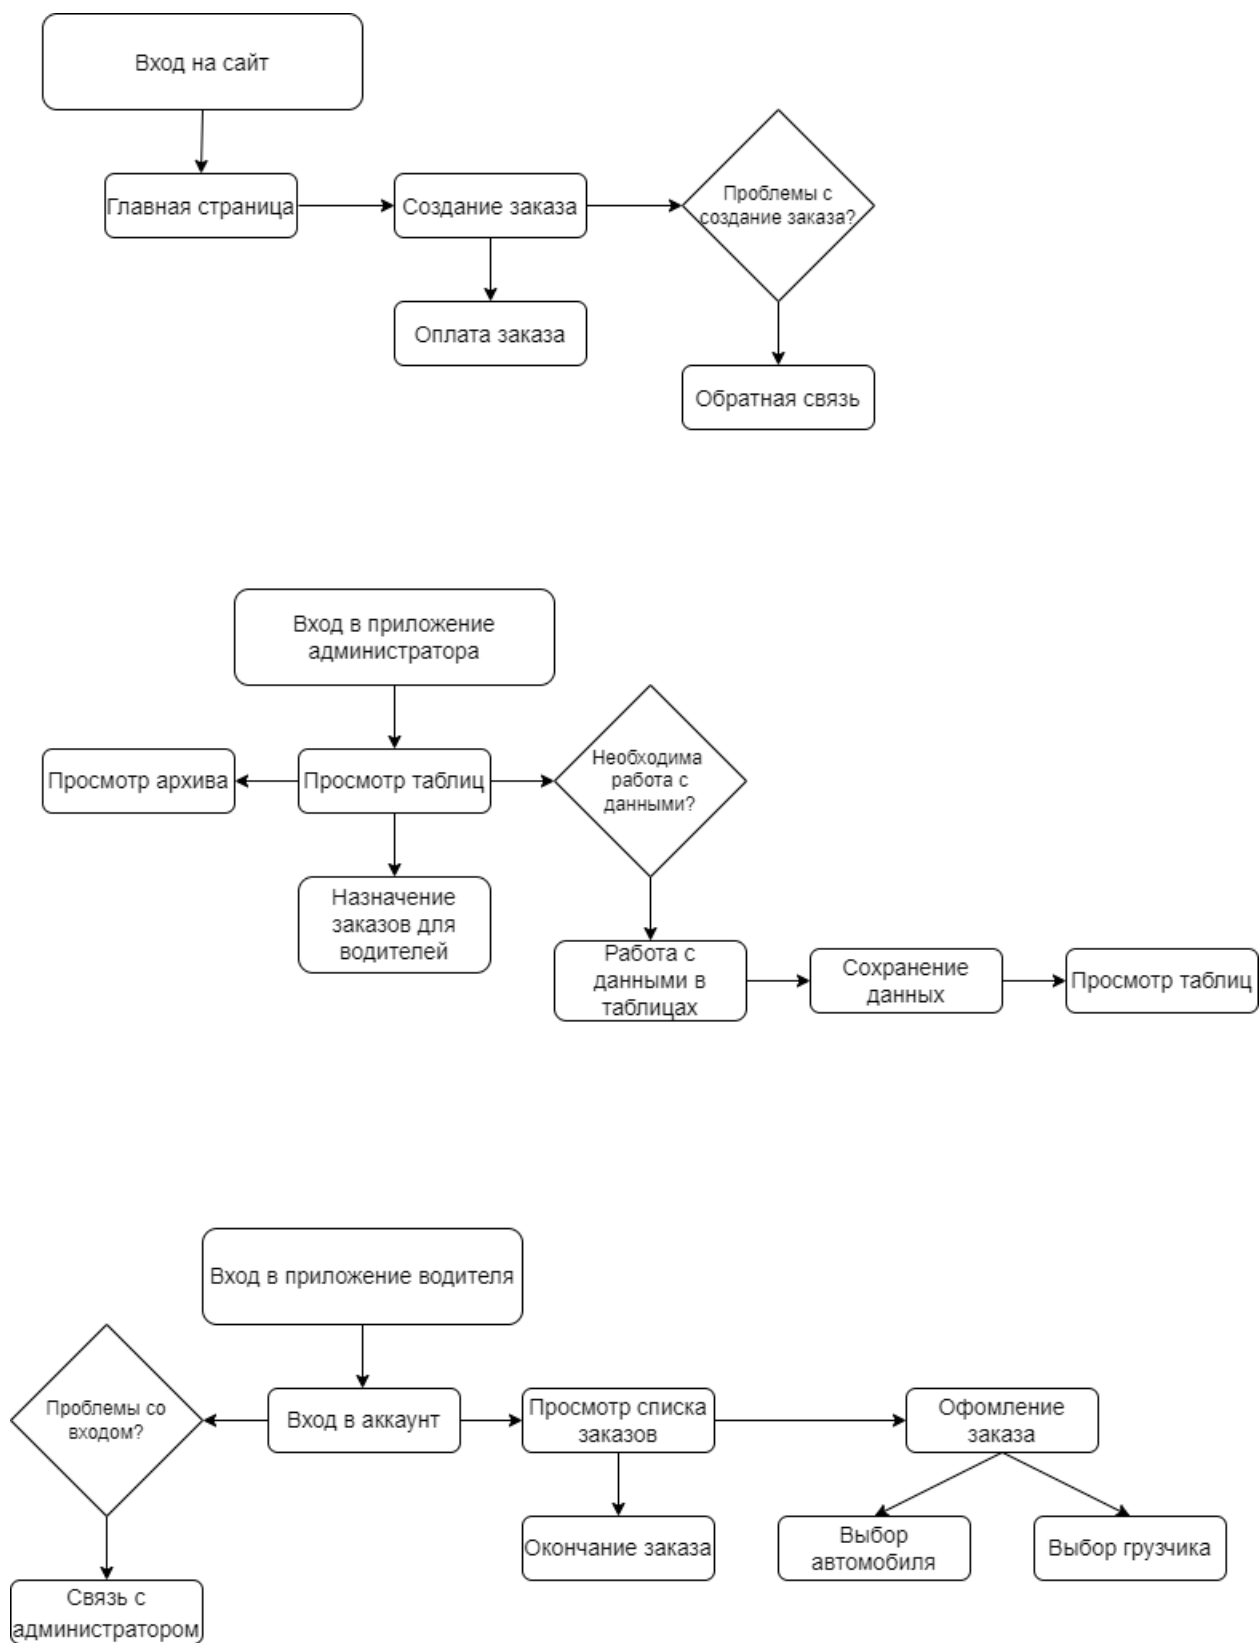 Вход на сайт
Главная страница
Создание заказа
Проблемы с
создание заказа?
Оплата заказа
Обратная связь
Вход в приложение
администратора
Просмотр архива
Просмотр таблиц
Необходима
работа с
данными?
Назначение
заказов для
водителей
Работа с
данными в
таблицах
Сохранение
данных
Просмотр таблиц
Вход в приложение водителя
Проблемы со
входом?
Вход в аккаунт
Просмотр списка
заказов
Офомление
заказа
Окончание заказа
Выбор
автомобиля
Выбор грузчика
Связь с
администратором